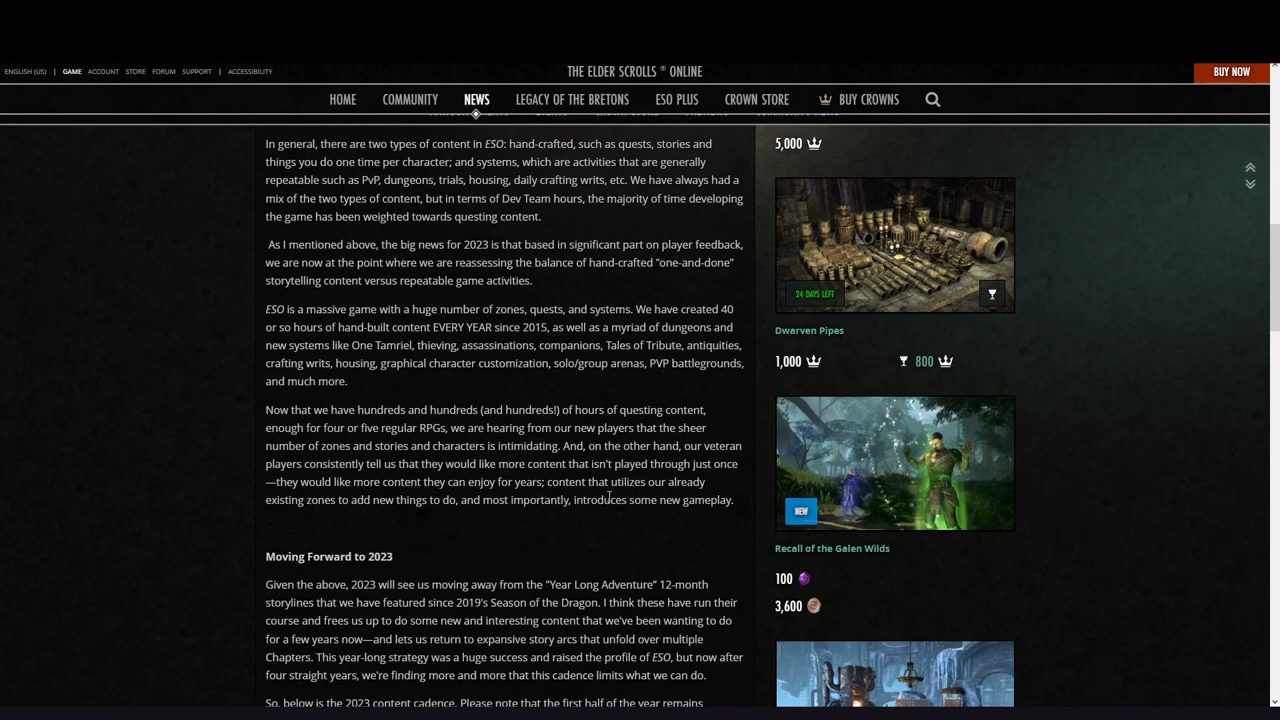 ENGLISH (US) | GAME ACCOUNT STORE FORUM SUPPORT | ACCESSIBILITY
THE ELDER SCROLLS ® ONLINE
BUY NOW
HOME COMMUNITY NEWS LEGACY OF THE BRETONS ESO PLUS CROWN STORE BUY CROWNS
In general, there are two types of content in ESO: hand-crafted, such as quests, stories and
things you do one time per character; and systems, which are activities that are generally
repeatable such as PvP, dungeons, trials, housing, daily crafting writs, etc. We have always had a
mix of the two types of content, but in terms of Dev Team hours, the majority of time developing
the game has been weighted towards questing content.
As I mentioned above, the big news for 2023 is that based in significant part on player feedback,
we are now at the point where we are reassessing the balance of hand-crafted "one-and-done"
storytelling content versus repeatable game activities.
ESO is a massive game with a huge number of zones, quests, and systems. We have created 40
or so hours of hand-built content EVERY YEAR since 2015, as well as a myriad of dungeons and
new systems like One Tamriel, thieving, assassinations, companions, Tales of Tribute, antiquities,
crafting writs, housing, graphical character customization, solo/group arenas, PVP battlegrounds,
and much more.
Now that we have hundreds and hundreds (and hundreds!) of hours of questing content,
enough for four or five regular RPGs, we are hearing from our new players that the sheer
number of zones and stories and characters is intimidating. And, on the other hand, our veteran
players consistently tell us that they would like more content that isn't played through just once
—they would like more content they can enjoy for years; content that utilizes our already
existing zones to add new things to do, and most importantly, introduces some new gameplay.
Moving Forward to 2023
Given the above, 2023 will see us moving away from the "Year Long Adventure" 12-month
storylines that we have featured since 2019's Season of the Dragon. I think these have run their
course and frees us up to do some new and interesting content that we've been wanting to do
for a few years now—and lets us return to expansive story arcs that unfold over multiple
Chapters. This year-long strategy was a huge success and raised the profile of ESO, but now after
four straight years, we're finding more and more that this cadence limits what we can do.
So, below is the 2023 content cadence. Please note that the first half of the year remains
5,000
24 DAYS LEFT
Dwarven Pipes
1,000 800
NEW
Recall of the Galen Wilds
100
3,600